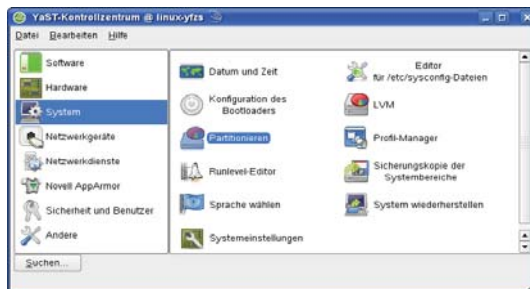 YaST-Kontrollzentrum @ linux-yfzs
Datei Bearbeiten Hilfe
Software
Hardware
System
Netzwerkgeräte
Netzwerkdienste
Novell AppArmor
Sicherheit und Benutzer
Andere
Suchen...
Datum und Zeit
Konfiguration des
Bootloaders
Partitionieren
Runlevel-Editor
Sprache wählen
Systemeinstellungen
Editor
für /etc/sysconfig-Dateien
LVM
Profil-Manager
Sicherungskopie der
Systembereiche
System wiederherstellen